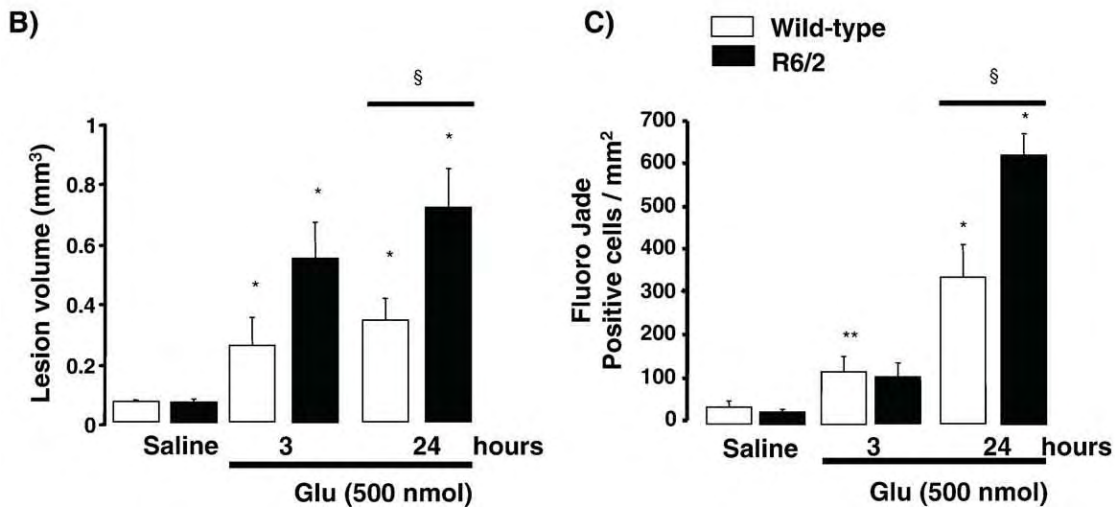 B)
§
Lesion volume (mm³)
1
0.8
0.6
0.4
0.2
0
*
*
*
*
Saline
3
24
hours
Glu (500 nmol)
C)
Wild-type
R6/2
§
Fluoro Jade
Positive cells / mm²
700
600
500
400
300
200
100
0
**
*
*
Saline
3
24
hours
Glu (500 nmol)